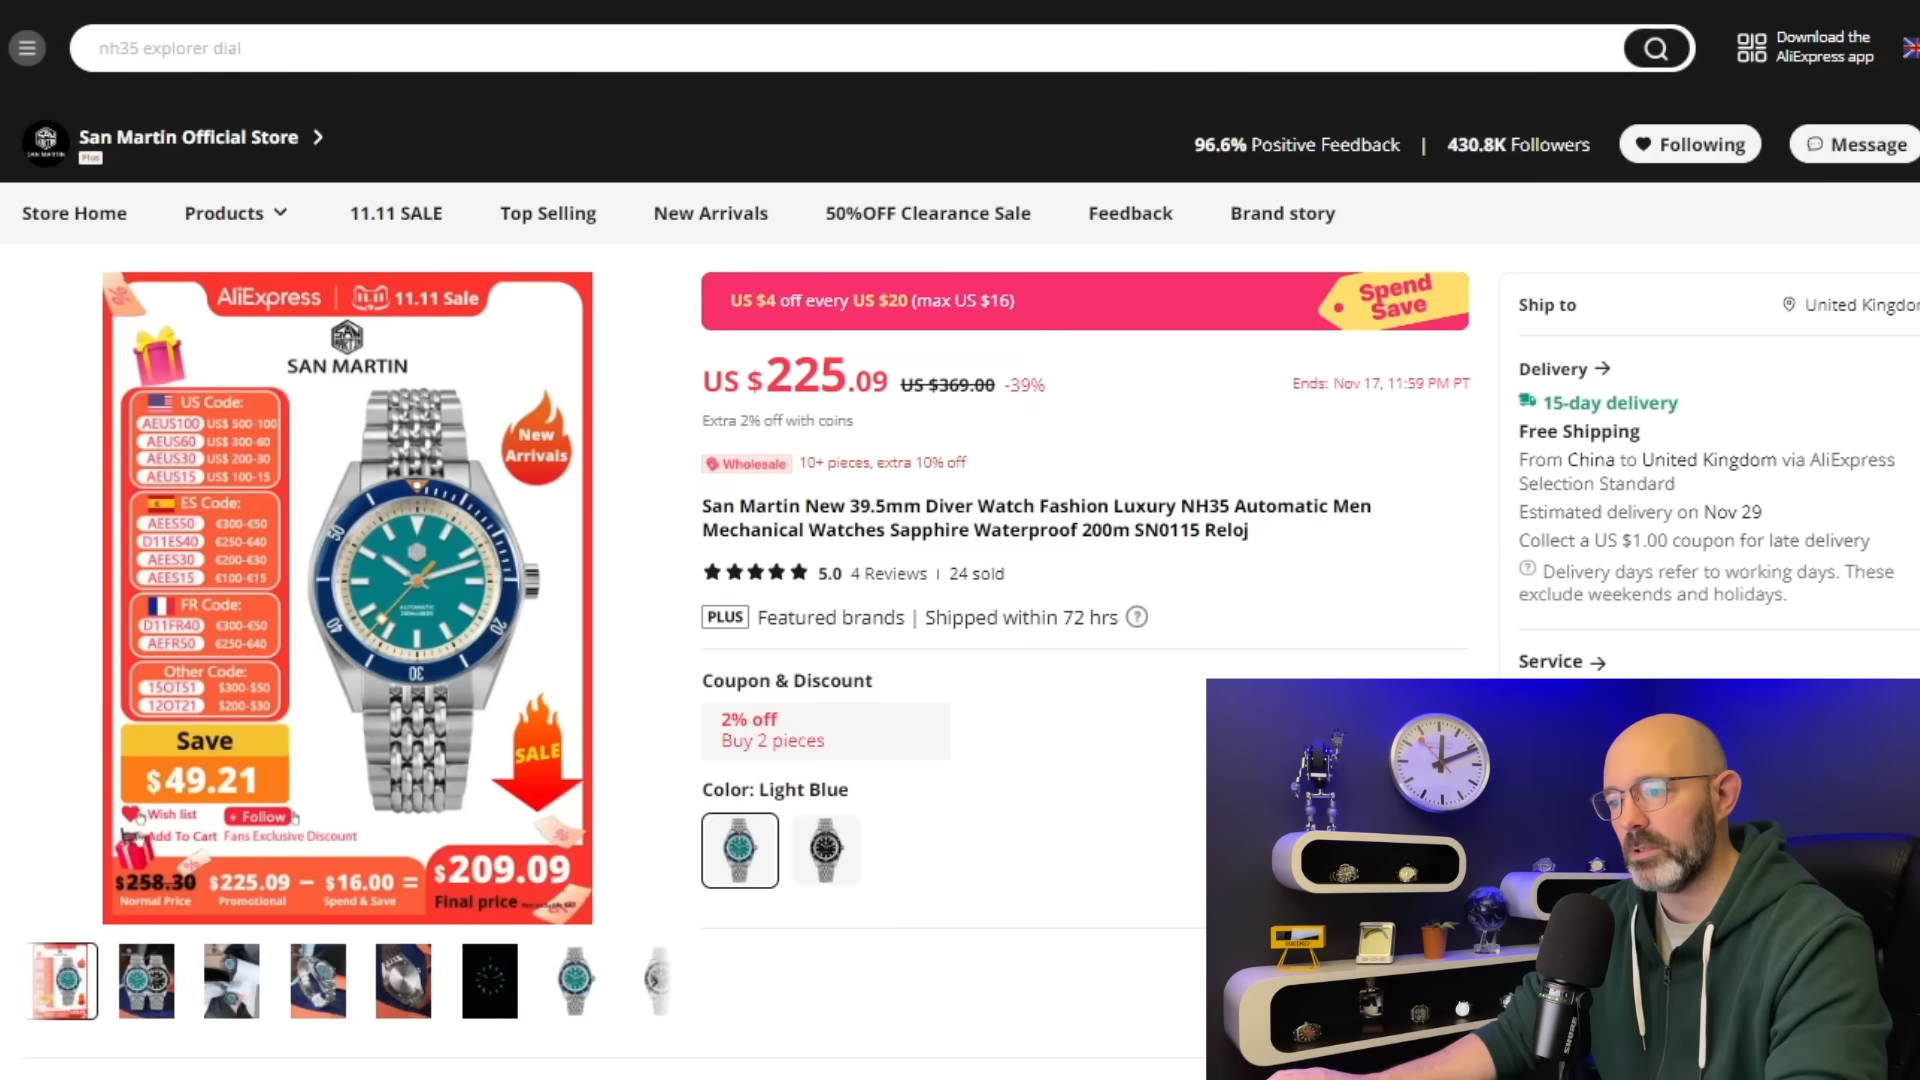 nh35 explorer dial
Download the
AliExpress app
San Martin Official Store
Plus
96.6% Positive Feedback | 430.8K Followers
Following
Message
Store Home
Products
11.11 SALE
Top Selling
New Arrivals
50%OFF Clearance Sale
Feedback
Brand story
AliExpress | 11.11 Sale
SAN MARTIN
US Code:
AEUS100 US$ 500-100
AEUS60 US$ 300-60
AEUS30 US$ 200-30
AEUS15 US$ 100-15
ES Code:
AEES50 €300-€50
D11ES40 €250-€40
AEES30 €200-€30
AEES15 €100-€15
FR Code:
D11FR40 €300-€50
AEFR50 €250-€40
Other Code:
15OT51 $300-$50
12OT21 $200-$30
New
Arrivals
SALE
Save
$49.21
Wish list
+ Follow
Add To Cart Fans Exclusive Discount
$258.30 $225.09 - $16.00 = $209.09
Normal Price Promotional Spend & Save Final price
US $4 off every US $20 (max US $16)
Spend
Save
US $225.09 US $369.00 -39%
Ends: Nov 17, 11:59 PM PT
Extra 2% off with coins
Wholesale 10+ pieces, extra 10% off
San Martin New 39.5mm Diver Watch Fashion Luxury NH35 Automatic Men
Mechanical Watches Sapphire Waterproof 200m SN0115 Reloj
5.0 4 Reviews | 24 sold
PLUS Featured brands | Shipped within 72 hrs ?
Coupon & Discount
2% off
Buy 2 pieces
Color: Light Blue
Ship to
United Kingdo
Delivery
15-day delivery
Free Shipping
From China to United Kingdom via AliExpress
Selection Standard
Estimated delivery on Nov 29
Collect a US $1.00 coupon for late delivery
Delivery days refer to working days. These
exclude weekends and holidays.
Service
SEIKO
SHURE